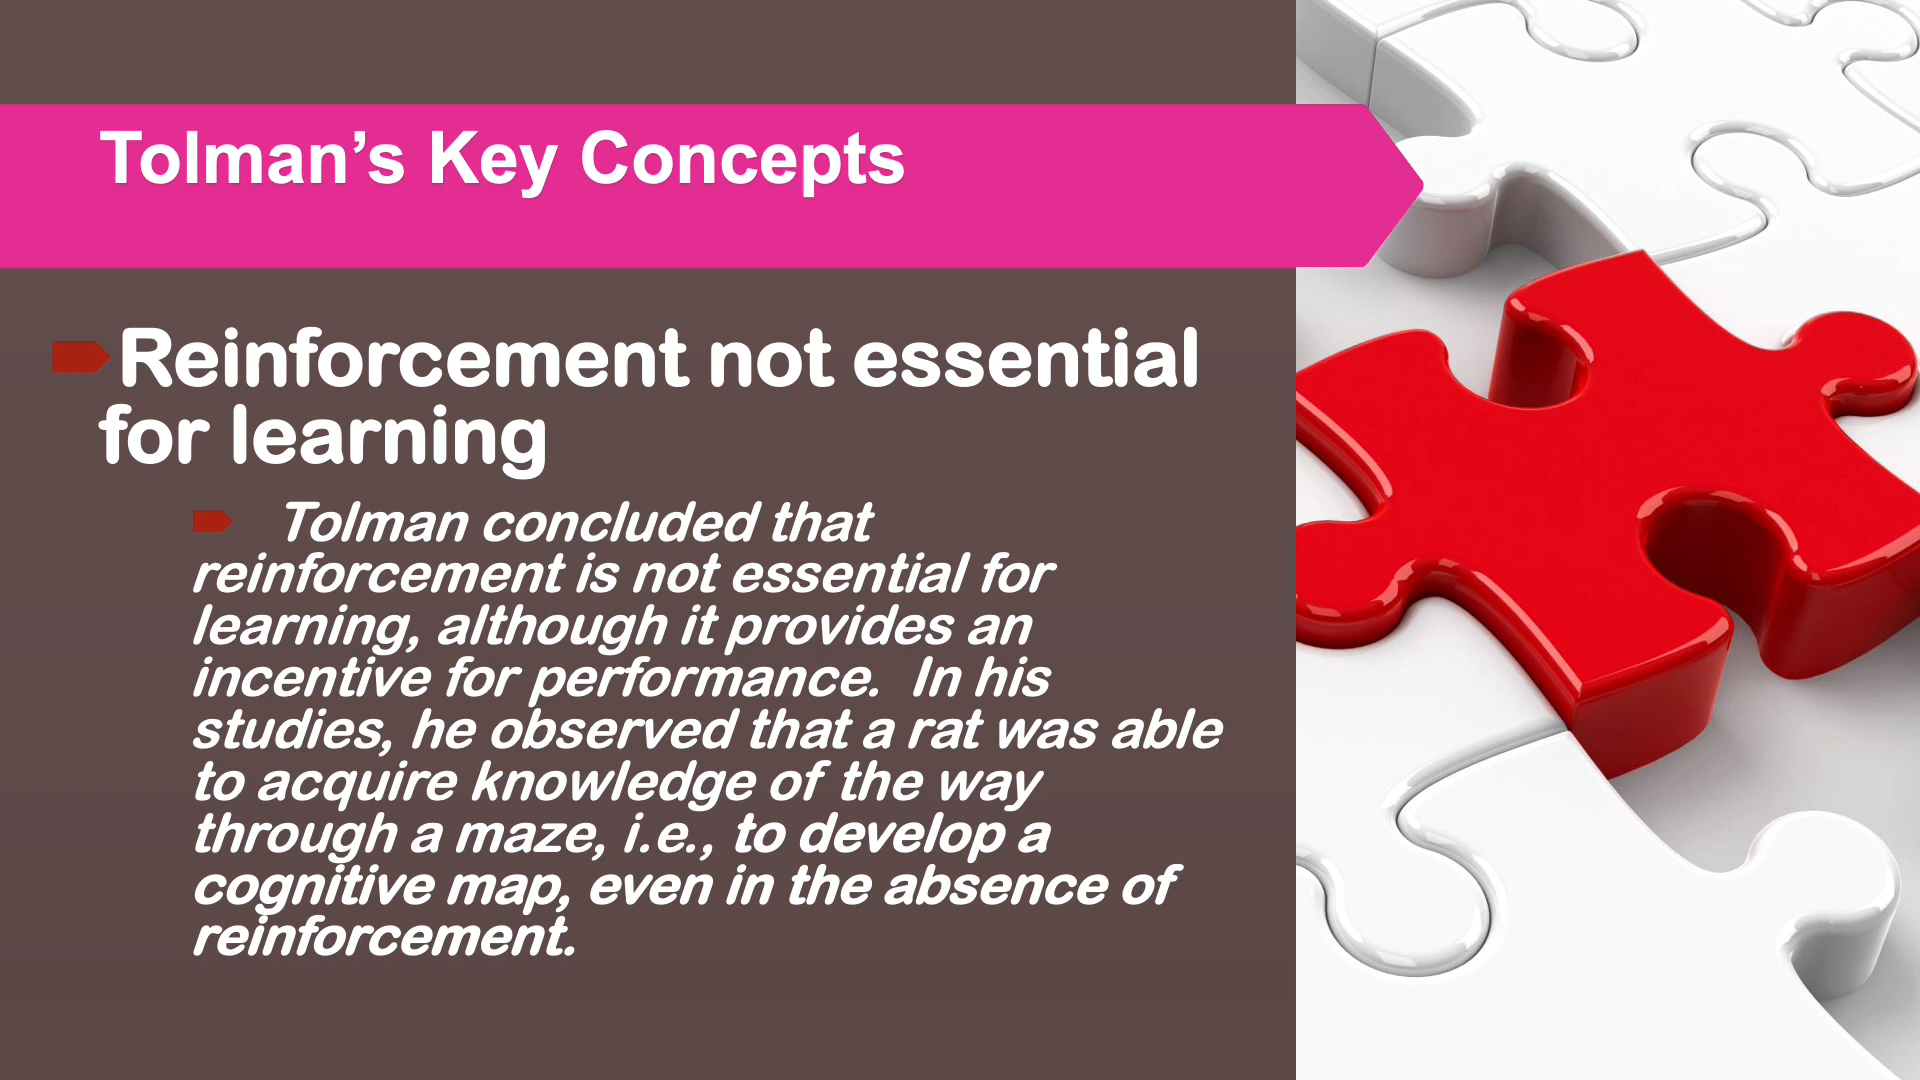 Tolman’s Key Concepts
Reinforcement not essential
for learning
Tolman concluded that
reinforcement is not essential for
learning, although it provides an
incentive for performance.  In his
studies, he observed that a rat was able
to acquire knowledge of the way
through a maze, i.e., to develop a
cognitive map, even in the absence of
reinforcement.